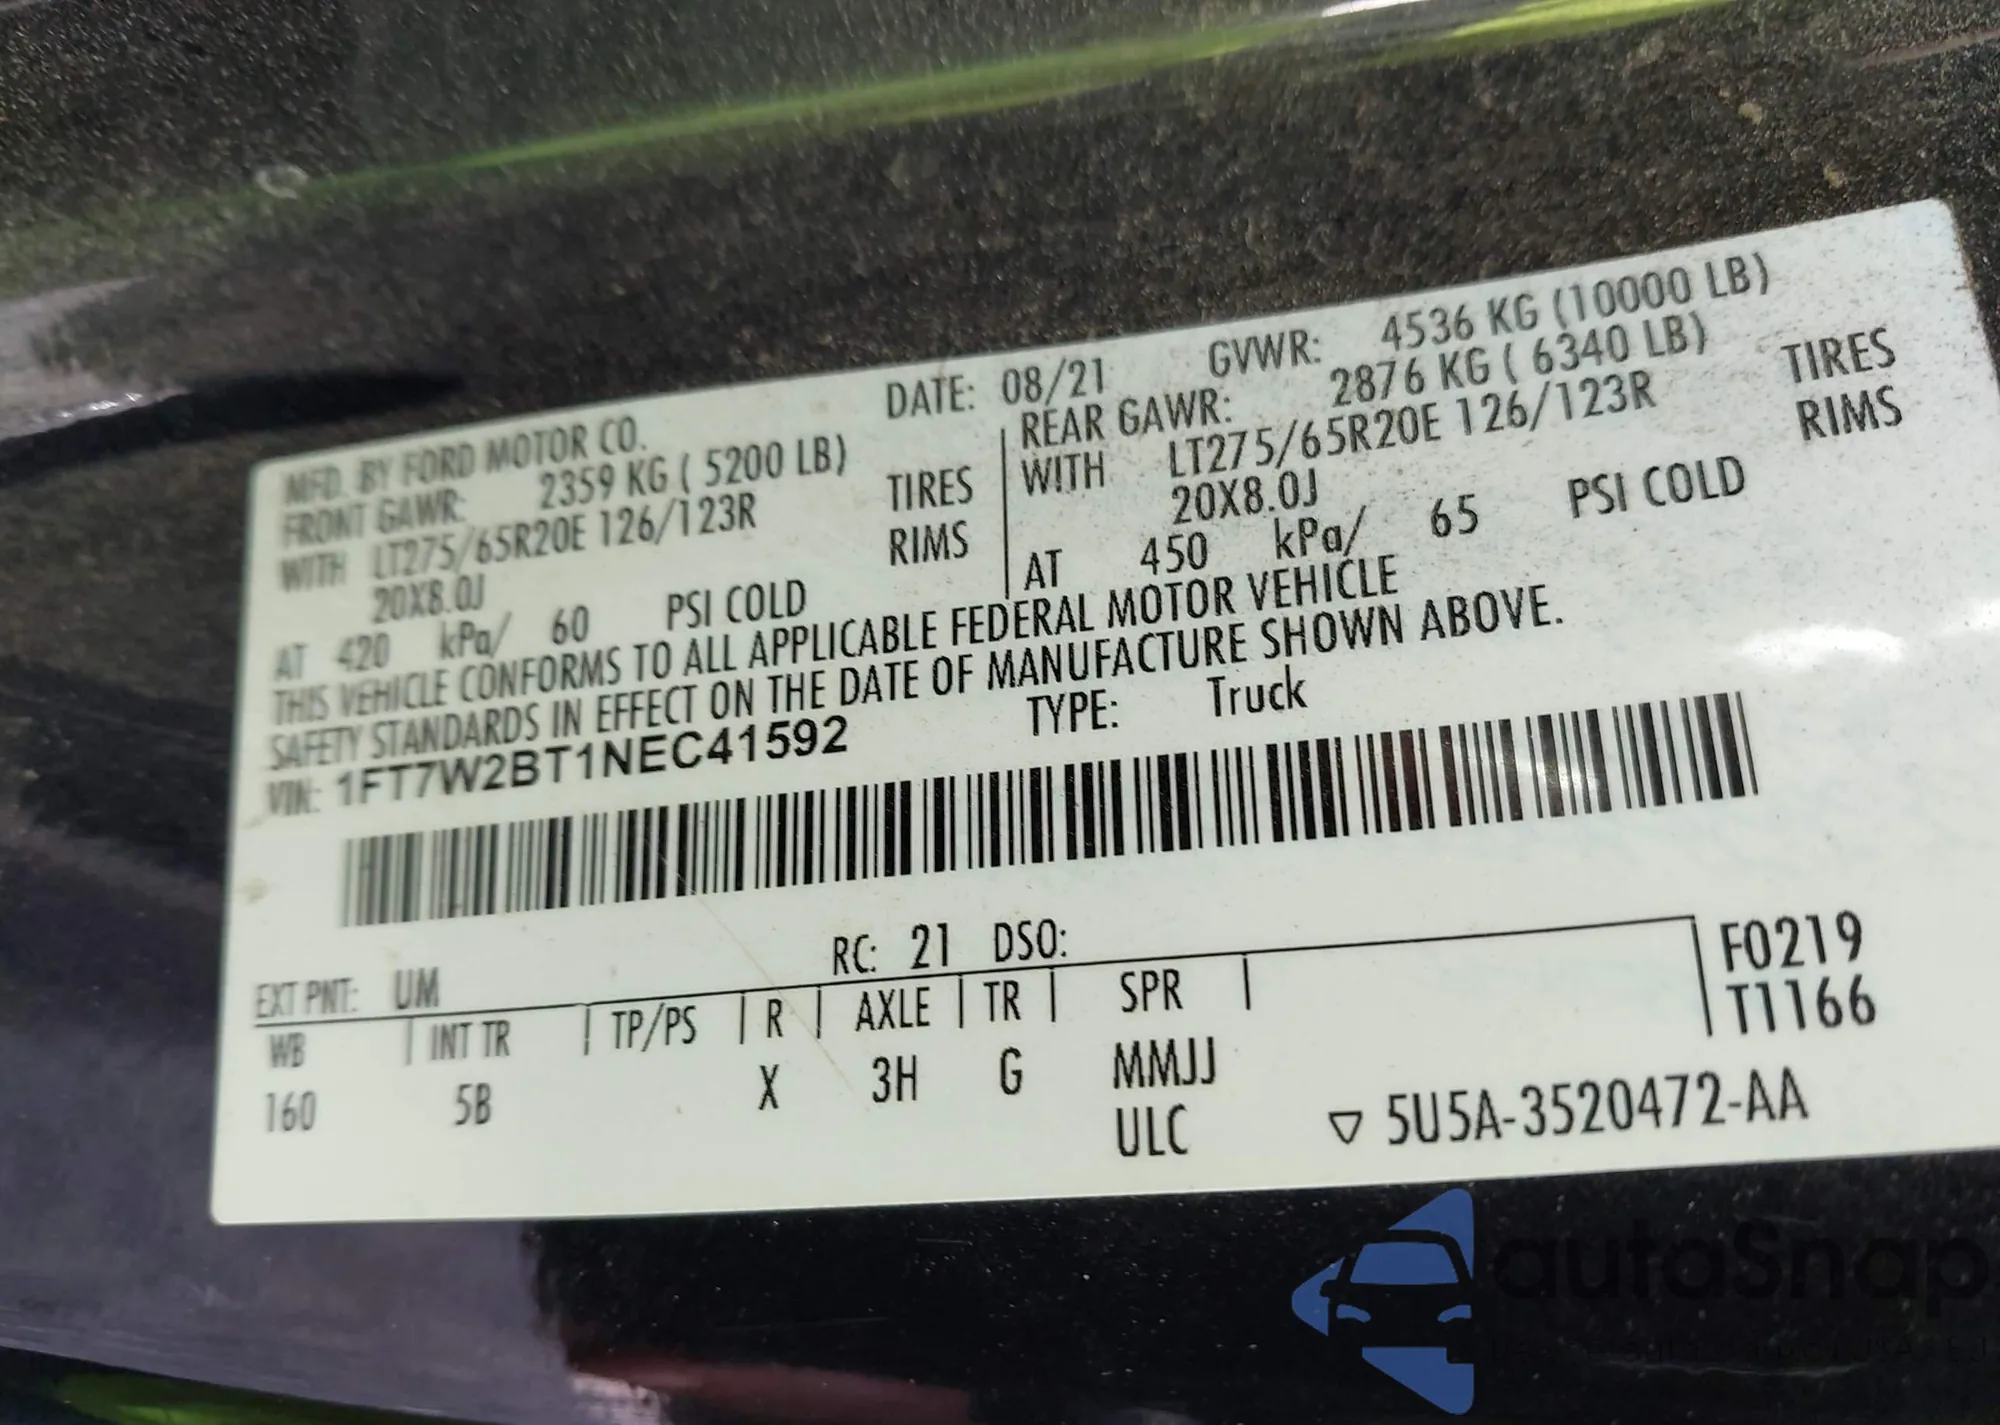 MFD. BY FORD MOTOR CO. DATE: 08/21 GVWR: 4536 KG (10000 LB)
FRONT GAWR: 2359 KG ( 5200 LB) REAR GAWR: 2876 KG ( 6340 LB)
WITH LT275/65R20E 126/123R TIRES WITH LT275/65R20E 126/123R TIRES
20X8.0J RIMS 20X8.0J RIMS
AT 420 kPa/ 60 PSI COLD AT 450 kPa/ 65 PSI COLD
THIS VEHICLE CONFORMS TO ALL APPLICABLE FEDERAL MOTOR VEHICLE
SAFETY STANDARDS IN EFFECT ON THE DATE OF MANUFACTURE SHOWN ABOVE.
VIN: 1FT7W2BT1NEC41592 TYPE: Truck
EXT PNT: UM RC: 21 DSO: F0219
WB INT TR TP/PS R AXLE TR SPR T1166
160 5B X 3H G MMJJ
ULC ▽ 5U5A-3520472-AA
autoSnap